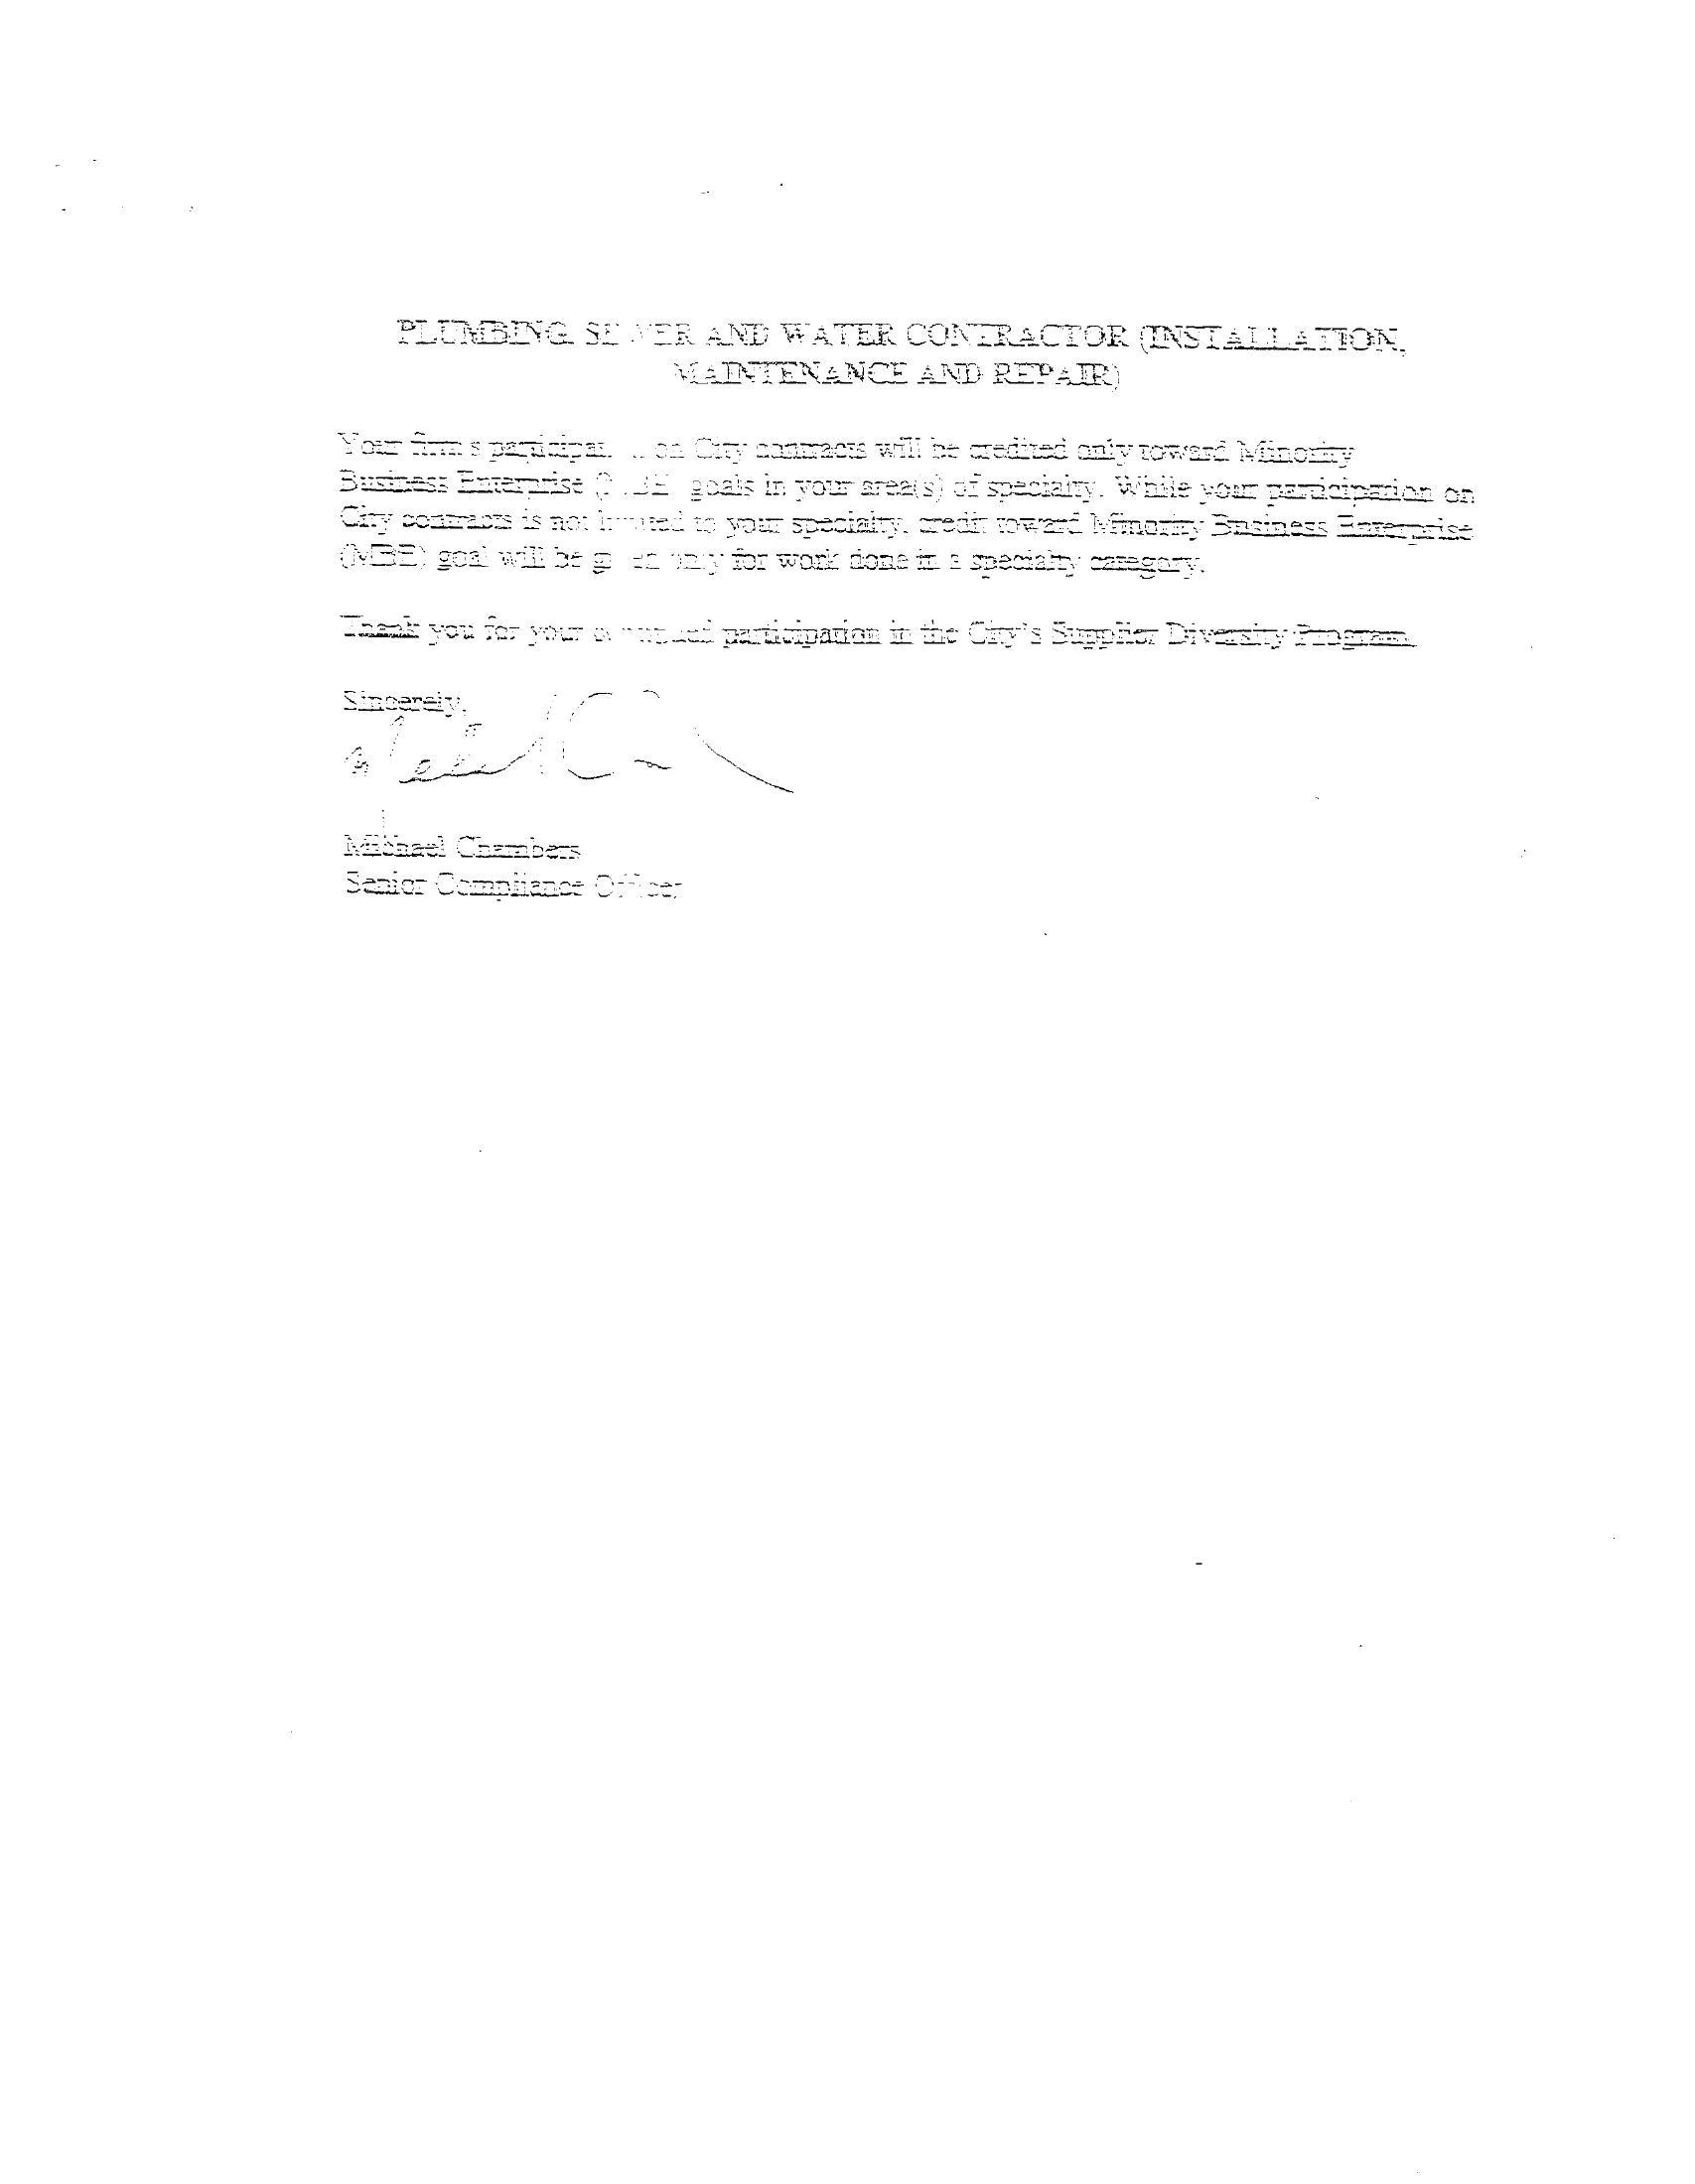 PLUMBING, SEWER AND WATER CONTRACTOR (INSTALLATION,
MAINTENANCE AND REPAIR)
Your firm's participation on City contracts will be credited only toward Minority
Business Enterprise (MBE) goals in your area(s) of specialty. While your participation on
City contracts is not limited to your specialty, credit toward Minority Business Enterprise
(MBE) goal will be given only for work done in a specialty category.
Thank you for your continued participation in the City's Supplier Diversity Program.
Sincerely,
Michael Chambers
Senior Compliance Officer